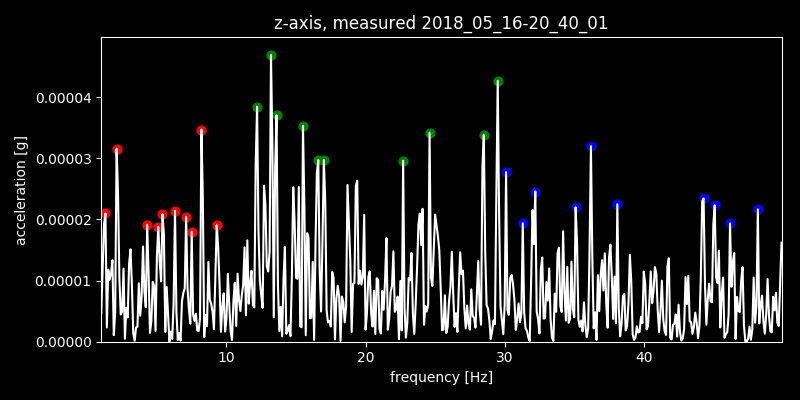 z-axis, measured 2018_05_16-20_40_01
acceleration [g]
0.00004
0.00003
0.00002
0.00001
0.00000
10 20 30 40
frequency [Hz]